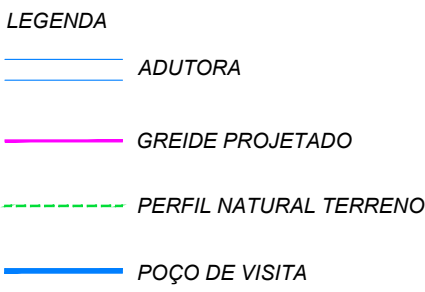 LEGENDA
ADUTORA
GREIDE PROJETADO
PERFIL NATURAL TERRENO
POÇO DE VISITA